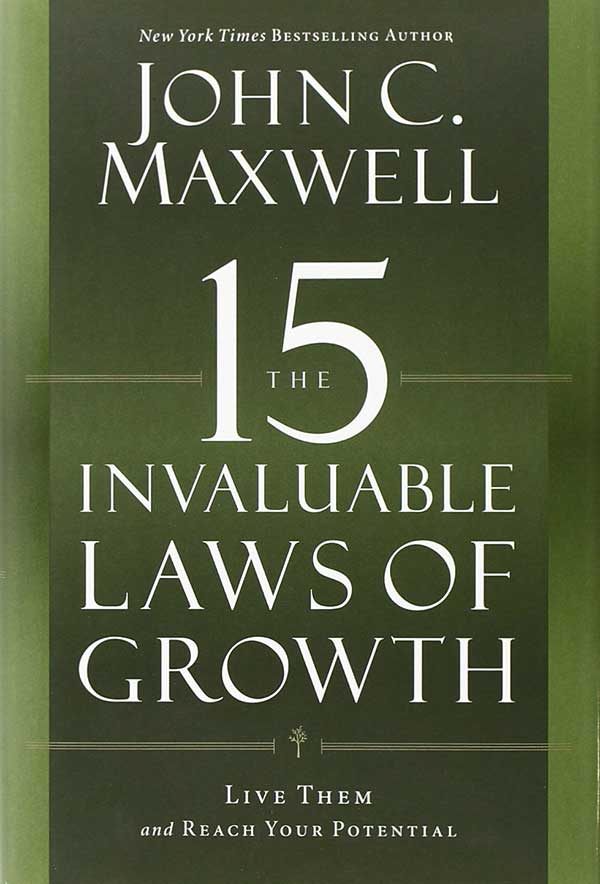 New York Times BESTSELLING AUTHOR
JOHN C.
MAXWELL
THE 15
INVALUABLE
LAWS OF
GROWTH
LIVE THEM
and REACH YOUR POTENTIAL